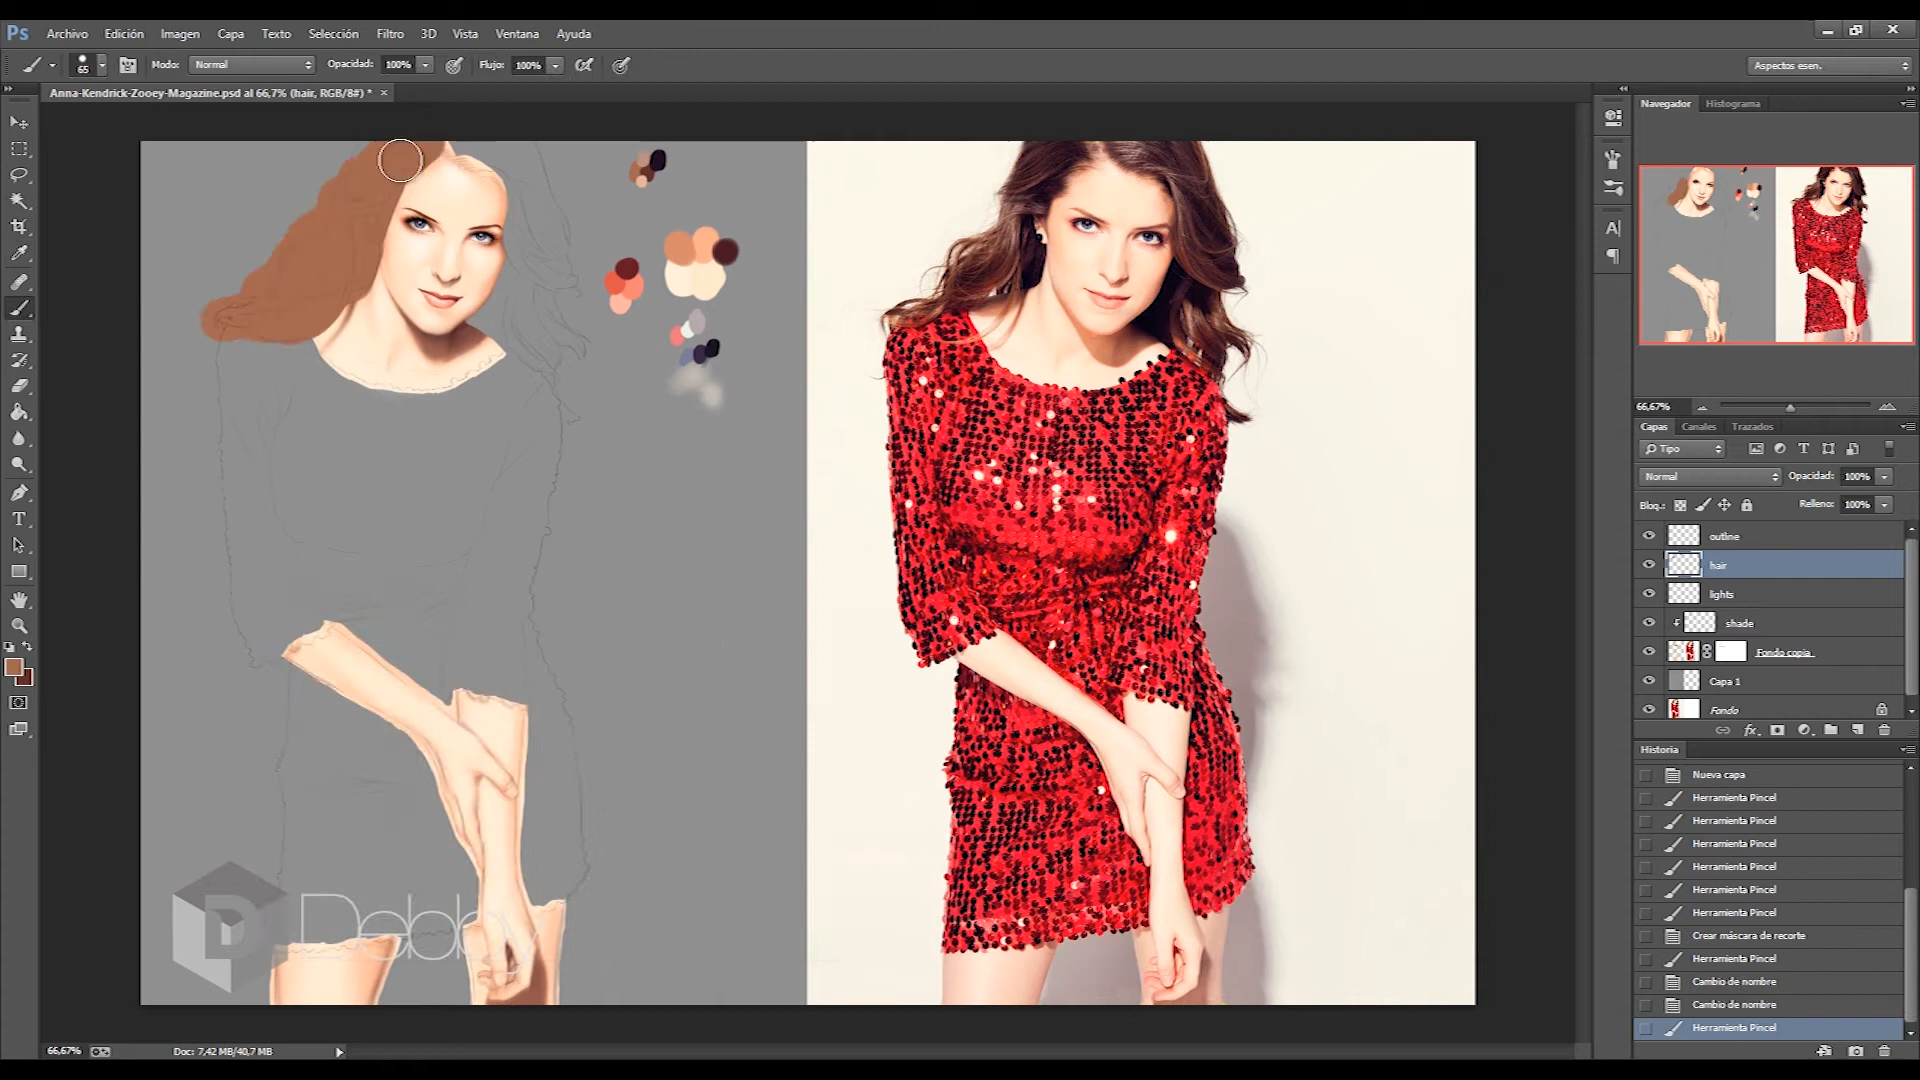 Ps Archivo Edición Imagen Capa Texto Selección Filtro 3D Vista Ventana Ayuda
65 Modo: Normal Opacidad: 100% Flujo: 100% Aspectos esen.
Anna-Kendrick-Zooey-Magazine.psd al 66,7% (hair, RGB/8#) * ×
Navegador Histograma
66,67%
Capas Canales Trazados
Tipo
Normal Opacidad: 100%
Bloq.: Relleno: 100%
outline
hair
lights
shade
Fondo copia
Capa 1
Fondo
fx
Historia
Nueva capa
Herramienta Pincel
Herramienta Pincel
Herramienta Pincel
Herramienta Pincel
Herramienta Pincel
Herramienta Pincel
Crear máscara de recorte
Herramienta Pincel
Cambio de nombre
Cambio de nombre
Herramienta Pincel
Debby
66,67% Doc: 7,42 MB/40,7 MB